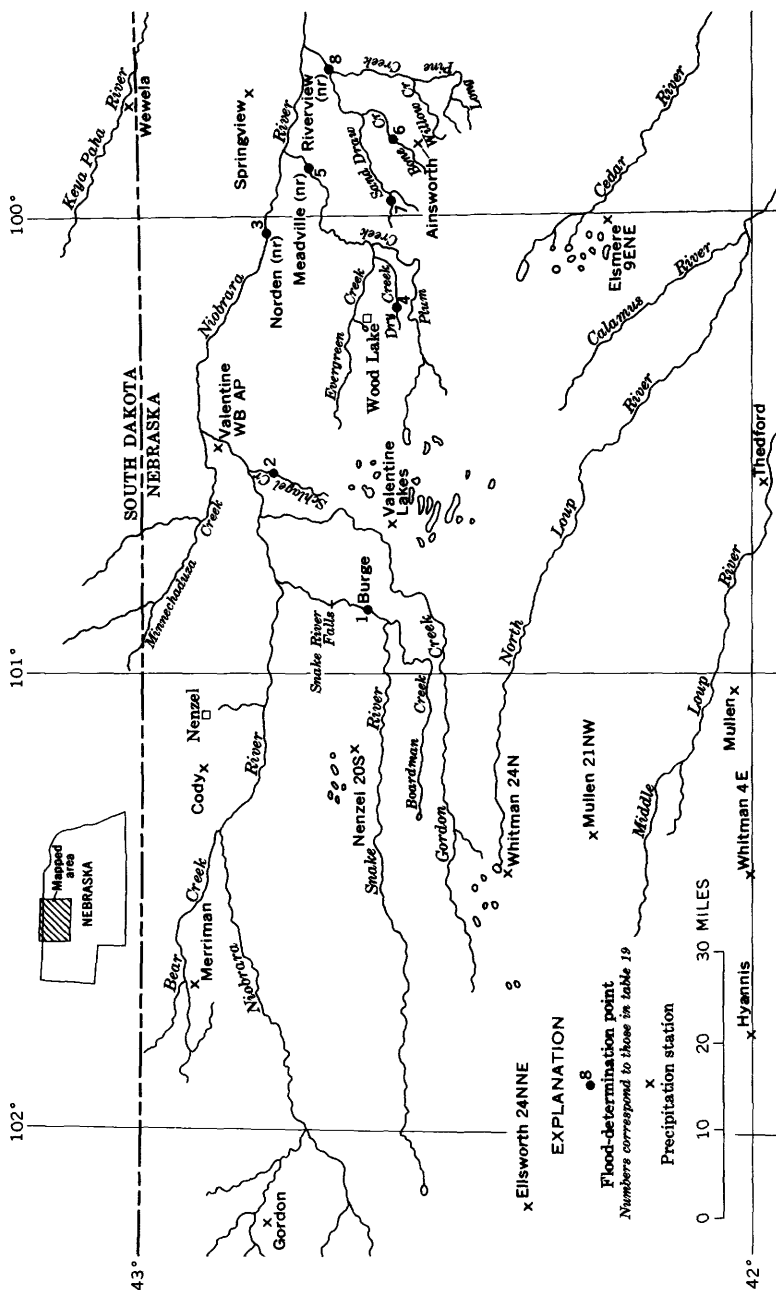 102°
101°
100°
43°
42°
SOUTH DAKOTA
NEBRASKA
Mapped
area
NEBRASKA
Keya Paha
River
Wewela
Minnechaduza
Creek
Valentine
WB AP
Niobrara
River
3
Norden (nr)
Springview
Meadville (nr)
5
Riverview
(nr)
8
Gordon
Bear
Creek
Merriman
Niobrara
River
Cody
Nenzel
2
Schlagel Cr
Snake River
Falls
1
Burge
Evergreen
Creek
Wood Lake
Dry
Creek
4
Plum
Creek
Sand Draw
7
Cr
Bone
6
Ainsworth
Willow
Cr
Creek
Pine
Long
Valentine
Lakes
Nenzel 20S
Snake
River
Boardman
Creek
Gordon
Creek
Whitman 24N
North
Loup
River
Calamus
River
Elsmere
9ENE
Cedar
River
Ellsworth 24NNE
Mullen 21NW
Middle
Loup
River
Mullen
Thedford
Hyannis
Whitman 4 E
EXPLANATION
8
Flood-determination point
Numbers correspond to those in table 19
Precipitation station
0
10
20
30 MILES